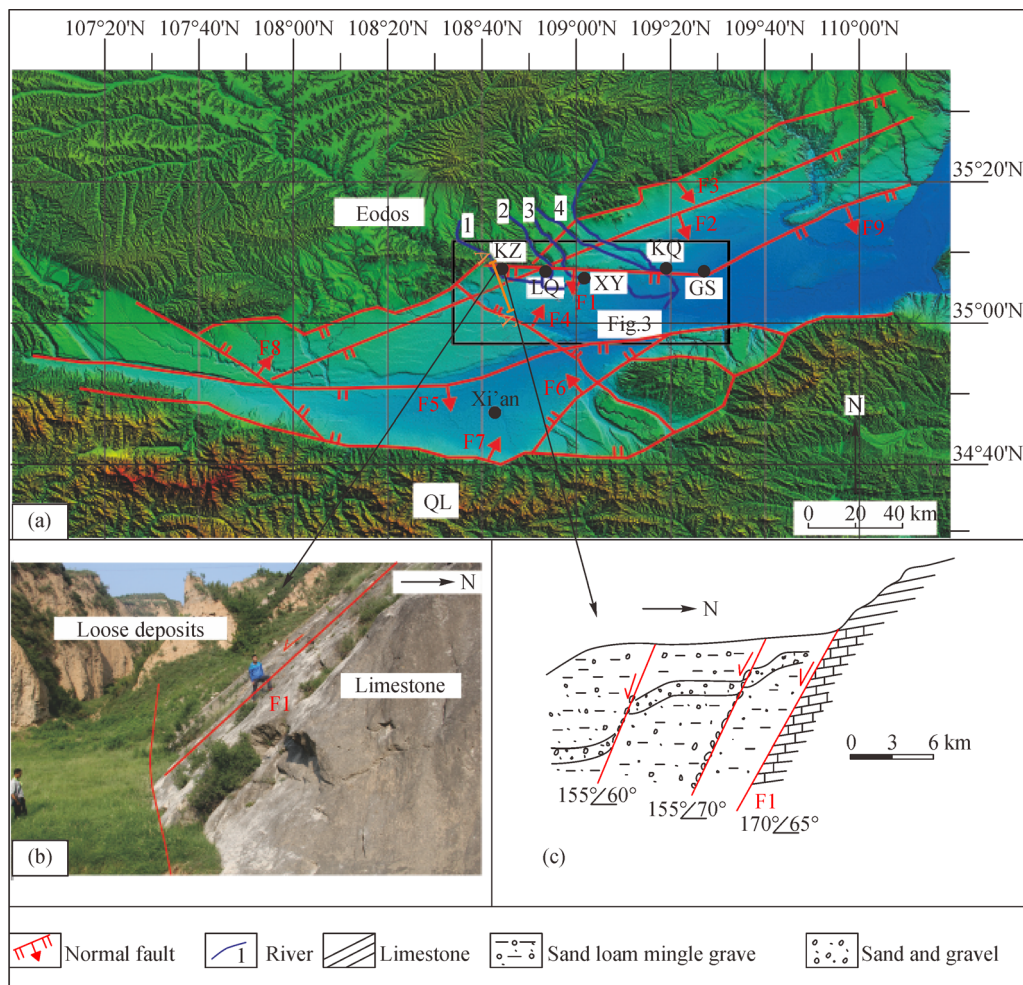 107°20' 107°40' 108°00' 108°20' 108°40' 109°00' 109°20' 109°40' 110°00'
35°20'N
35°00'N
34°40'N
Eodos
1
2
3
4
KZ
LQ
XY
KQ
GS
F3
F2
F9
F1
F4
Fig.3
F8
F5
F6
Xi'an
F7
N
QL
0 20 40 km
(a)
Loose deposits
N
Limestone
F1
(b)
N
0 3 6 km
155°∠60°
155°∠70°
F1
170°∠65°
(c)
Normal fault
1 River
Limestone
Sand loam mingle grave
Sand and gravel